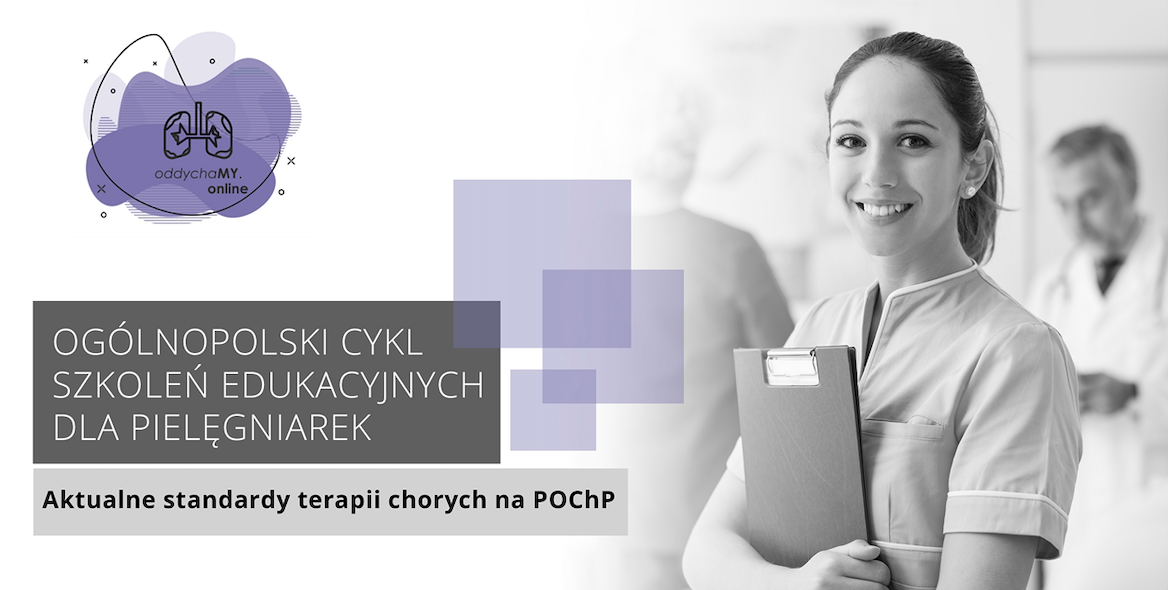 oddychaMY.
online
OGÓLNOPOLSKI CYKL
SZKOLEŃ EDUKACYJNYCH
DLA PIELĘGNIAREK
Aktualne standardy terapii chorych na POChP